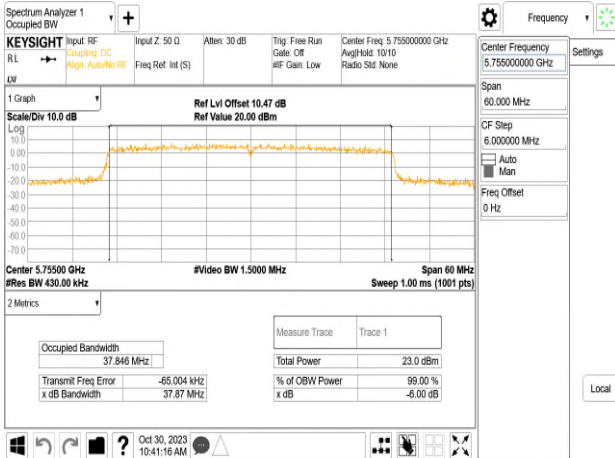 Spectrum Analyzer 1
Occupied BW
Frequency
KEYSIGHT
RL
Input: RF
Coupling: DC
Align: Auto/No RF
Input Z: 50 Ω
Freq Ref: Int (S)
Atten: 30 dB
Trig: Free Run
Gate: Off
#IF Gain: Low
Center Freq: 5.755000000 GHz
Avg|Hold: 10/10
Radio Std: None
Center Frequency
5.755000000 GHz
Settings
Span
60.000 MHz
CF Step
6.000000 MHz
Auto
Man
Freq Offset
0 Hz
Local
1 Graph
Scale/Div 10.0 dB
Ref Lvl Offset 10.47 dB
Ref Value 20.00 dBm
Log
10.0
0.00
-10.0
-20.0
-30.0
-40.0
-50.0
-60.0
-70.0
Center 5.75500 GHz
#Video BW 1.5000 MHz
Span 60 MHz
#Res BW 430.00 kHz
Sweep 1.00 ms (1001 pts)
2 Metrics
Measure Trace Trace 1
Occupied Bandwidth
37.846 MHz
Total Power 23.0 dBm
Transmit Freq Error -65.004 kHz
% of OBW Power 99.00 %
x dB Bandwidth 37.87 MHz
x dB -6.00 dB
?
Oct 30, 2023
10:41:16 AM